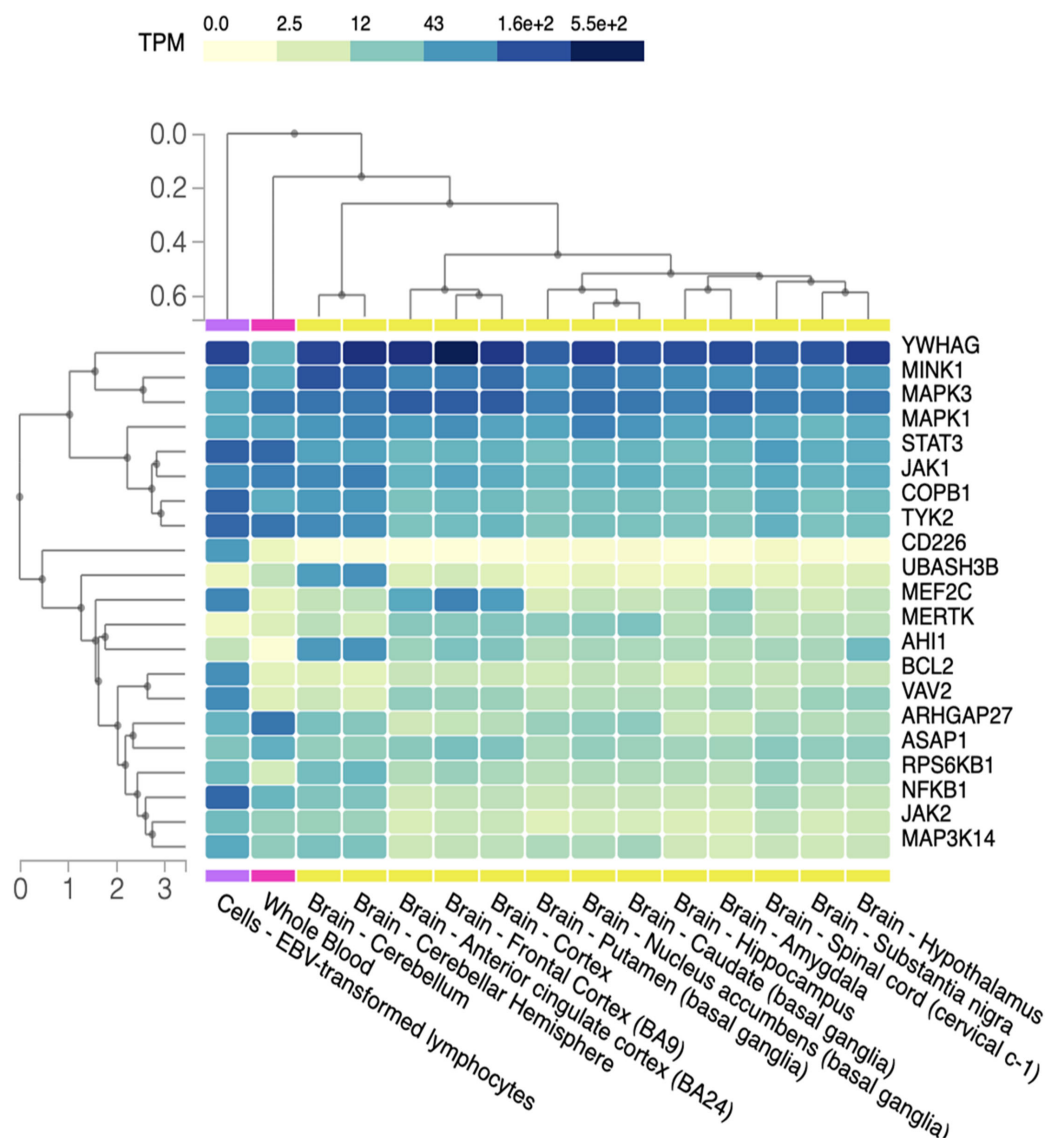 0.0 2.5 12 43 1.6e+2 5.5e+2
TPM
0.0
0.2
0.4
0.6
YWHAG
MINK1
MAPK3
MAPK1
STAT3
JAK1
COPB1
TYK2
CD226
UBASH3B
MEF2C
MERTK
AHI1
BCL2
VAV2
ARHGAP27
ASAP1
RPS6KB1
NFKB1
JAK2
MAP3K14
0 1 2 3
Cells - EBV-transformed lymphocytes
Whole Blood
Brain - Cerebellum
Brain - Cerebellar Hemisphere
Brain - Anterior cingulate cortex (BA24)
Brain - Frontal Cortex (BA9)
Brain - Cortex
Brain - Putamen (basal ganglia)
Brain - Nucleus accumbens (basal ganglia)
Brain - Caudate (basal ganglia)
Brain - Hippocampus
Brain - Amygdala
Brain - Spinal cord (cervical c-1)
Brain - Substantia nigra
Brain - Hypothalamus